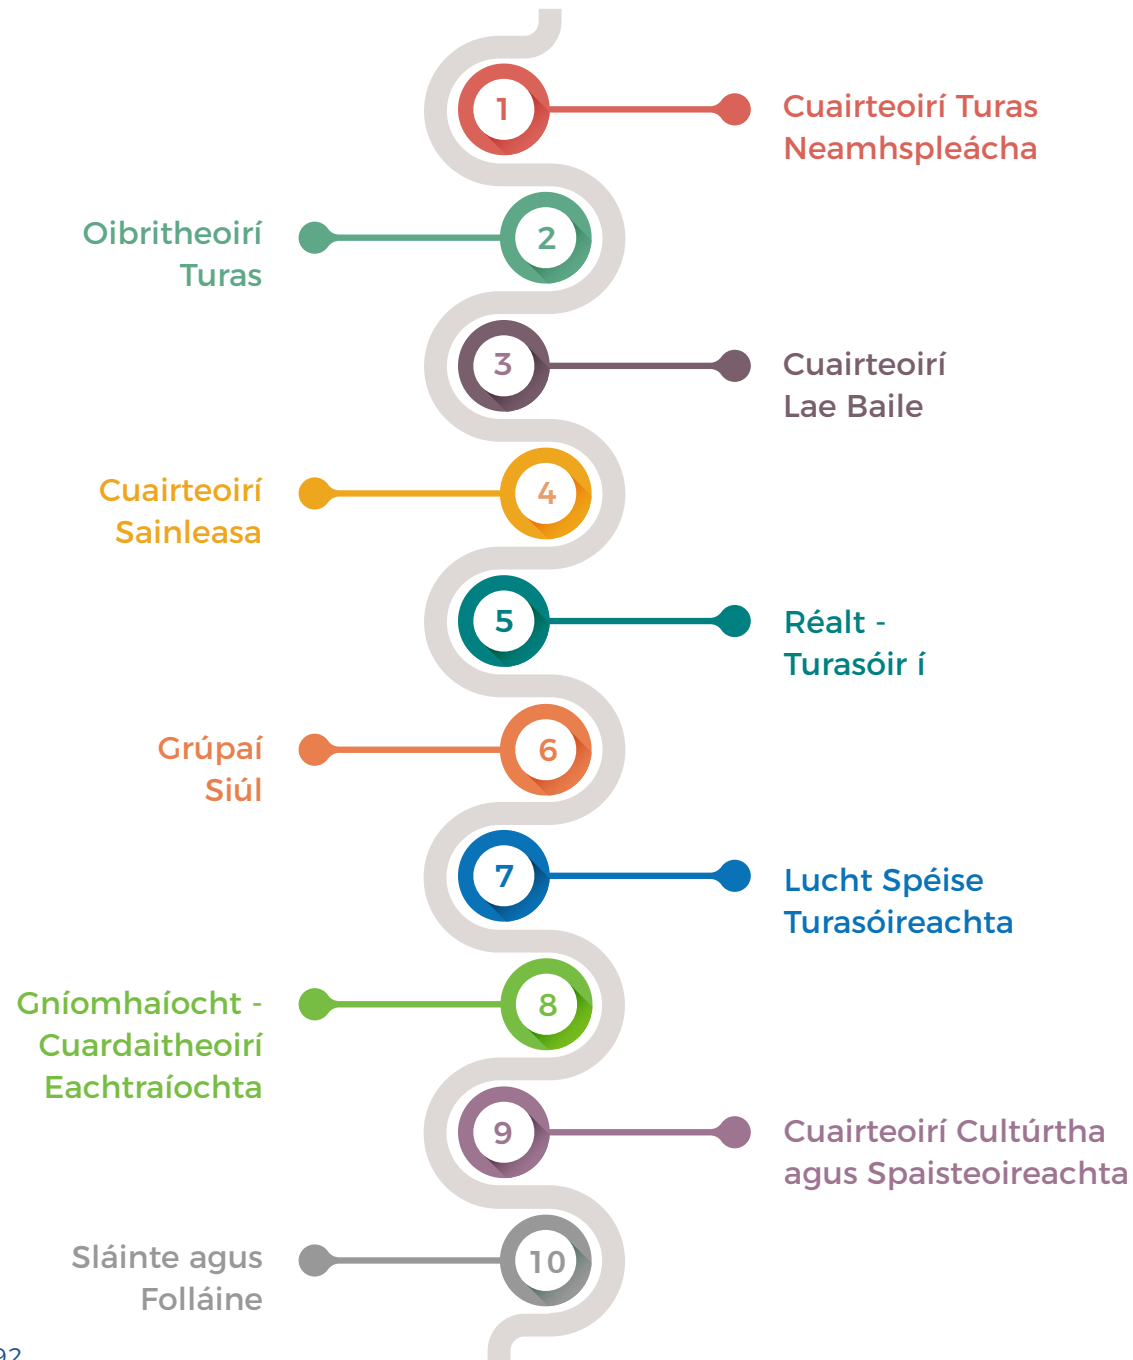 1
Cuairteoirí Turas
Neamhspleácha
Oibritheoirí
Turas
2
3
Cuairteoirí
Lae Baile
Cuairteoirí
Sainleasa
4
5
Réalt -
Turasóir í
Grúpaí
Siúl
6
7
Lucht Spéise
Turasóireachta
Gníomhaíocht -
Cuardaitheoirí
Eachtraíochta
8
9
Cuairteoirí Cultúrtha
agus Spaisteoireachta
Sláinte agus
Folláine
10
92